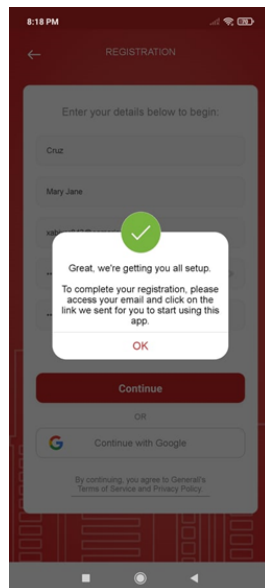 8:18 PM
REGISTRATION
Enter your details below to begin.
Cruz
Mary Jane
Great, we're getting you all setup.
To complete your registration, please
access your email and click on the
link we sent for you to start using this
app.
OK
Continue
OR
Continue with Google
By continuing, you agree to Generali's
Terms of Service and Privacy Policy.